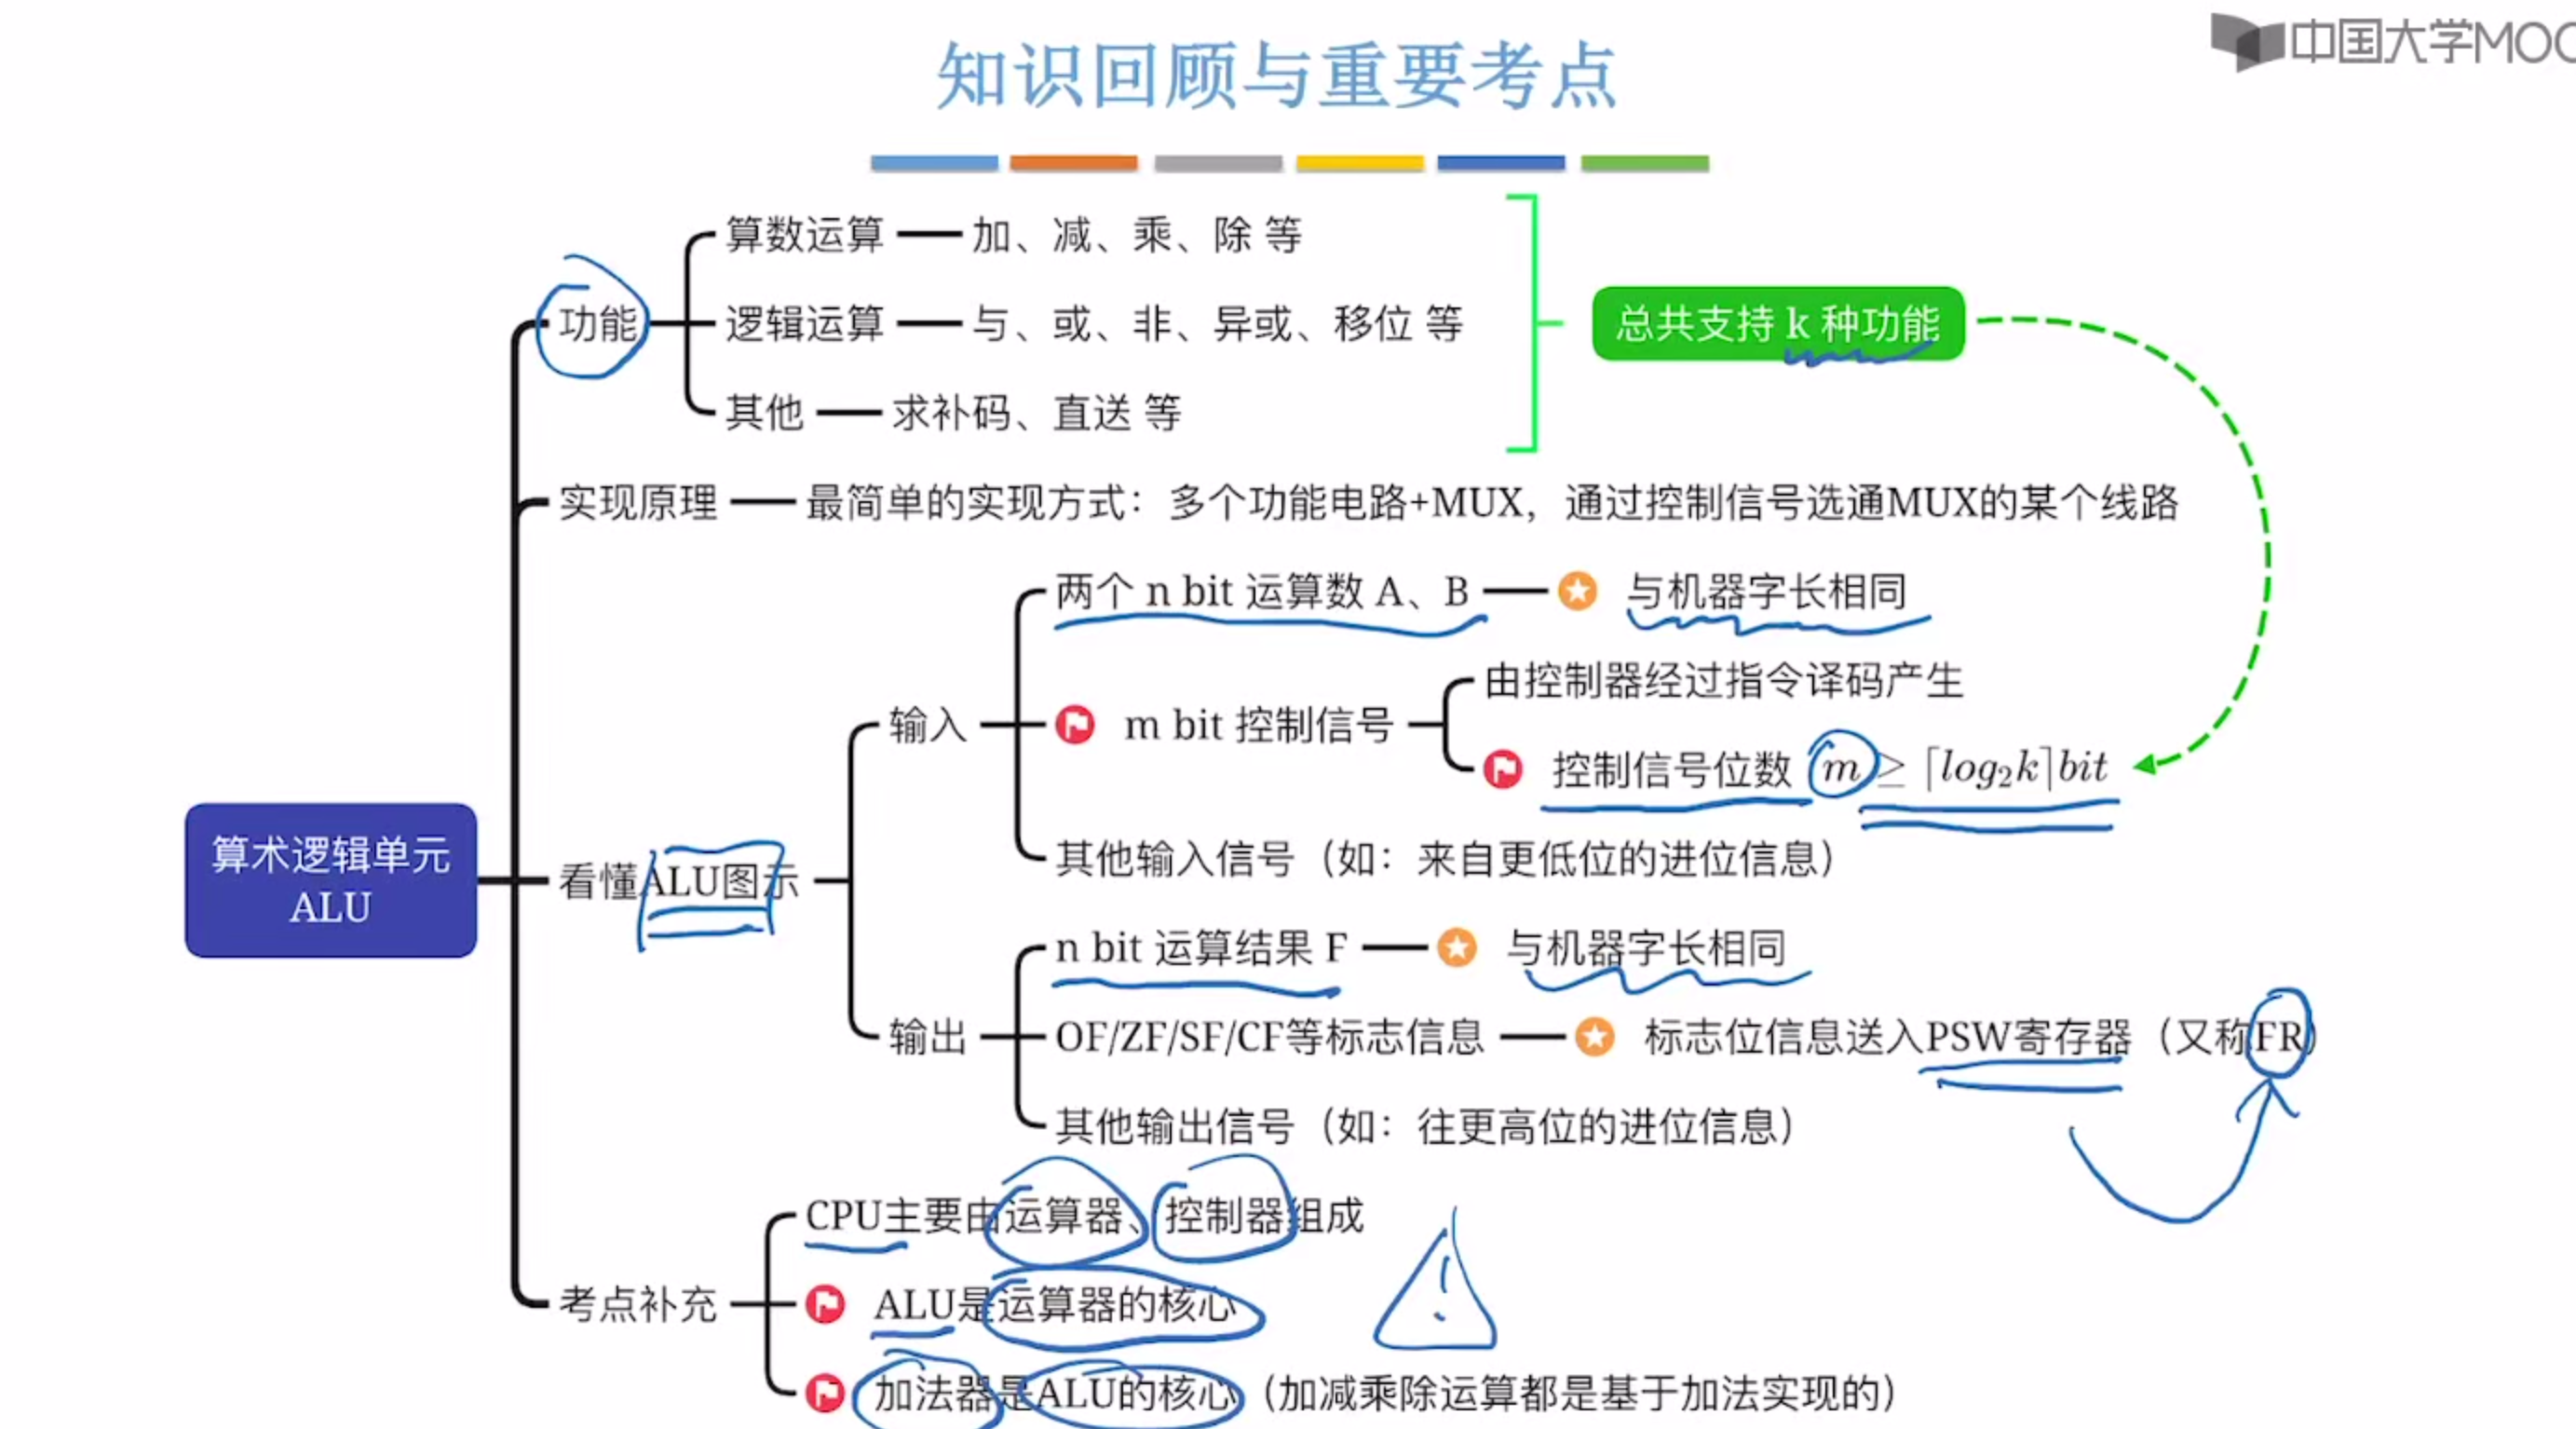 中国大学MOO
知识回顾与重要考点
算数运算 加、减、乘、除 等
功能 逻辑运算 与、或、非、异或、移位 等 总共支持 k 种功能
其他 求补码、直送 等
实现原理 最简单的实现方式：多个功能电路+MUX，通过控制信号选通MUX的某个线路
两个 n bit 运算数 A、B 与机器字长相同
由控制器经过指令译码产生
输入 m bit 控制信号
控制信号位数 m ≥ ⌈log₂k⌉bit
其他输入信号（如：来自更低位的进位信息）
算术逻辑单元
ALU
看懂ALU图示
n bit 运算结果 F 与机器字长相同
输出 OF/ZF/SF/CF等标志信息 标志位信息送入PSW寄存器（又称FR）
其他输出信号（如：往更高位的进位信息）
CPU主要由运算器、控制器组成
考点补充 ALU是运算器的核心
加法器是ALU的核心（加减乘除运算都是基于加法实现的）